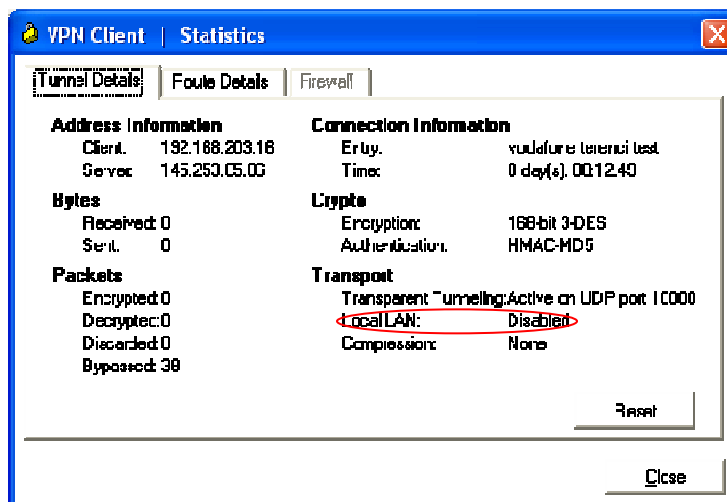 VPN Client | Statistics
Tunnel Details
Route Details
Firewall
Address Information
Client: 192.168.203.16
Server:
Bytes
Received: 0
Sent: 0
Packets
Encrypted: 0
Decrypted: 0
Discarded: 0
Bypassed: 38
Connection Information
Entry: vodafone test
Time: 0 day(s), 00:12.49
Crypto
Encryption: 168-bit 3-DES
Authentication: HMAC-MD5
Transport
Transparent Tunneling: Active on UDP port 10000
Local LAN: Disabled
Compression: None
Reset
Close